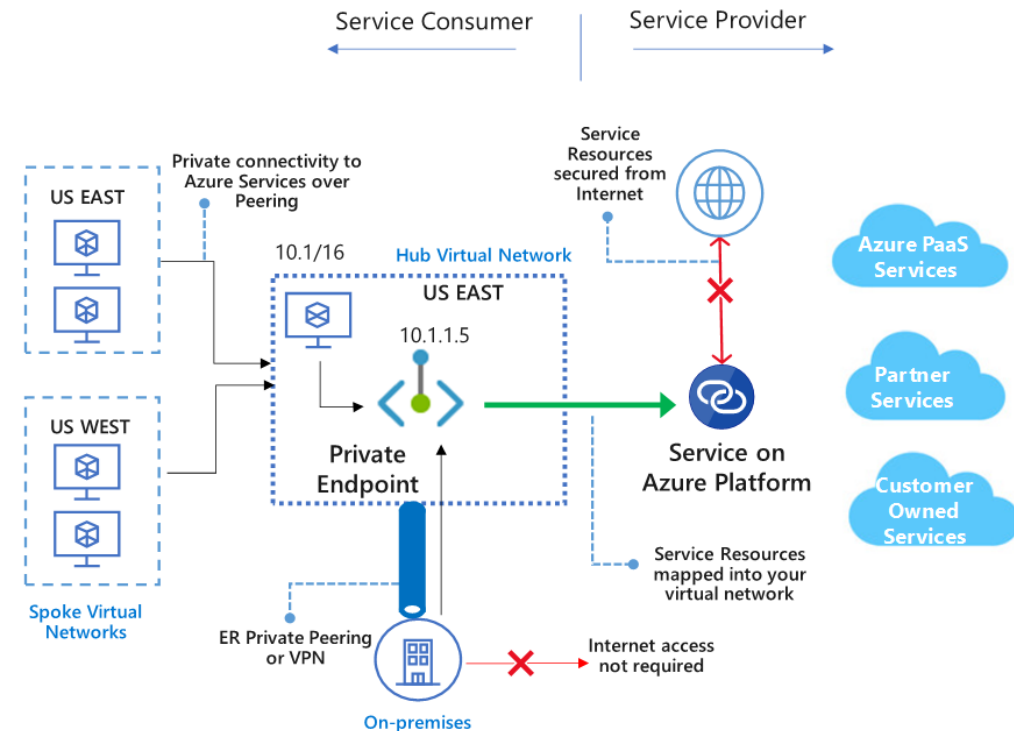 Service Consumer
Service Provider
Service
Resources
secured from
Internet
Private connectivity to
Azure Services over
Peering
US EAST
US WEST
Spoke Virtual
Networks
10.1/16
Hub Virtual Network
US EAST
10.1.1.5
Private
Endpoint
Service on
Azure Platform
Azure PaaS
Services
Partner
Services
Customer
Owned
Services
Service Resources
mapped into your
virtual network
ER Private Peering
or VPN
Internet access
not required
On-premises